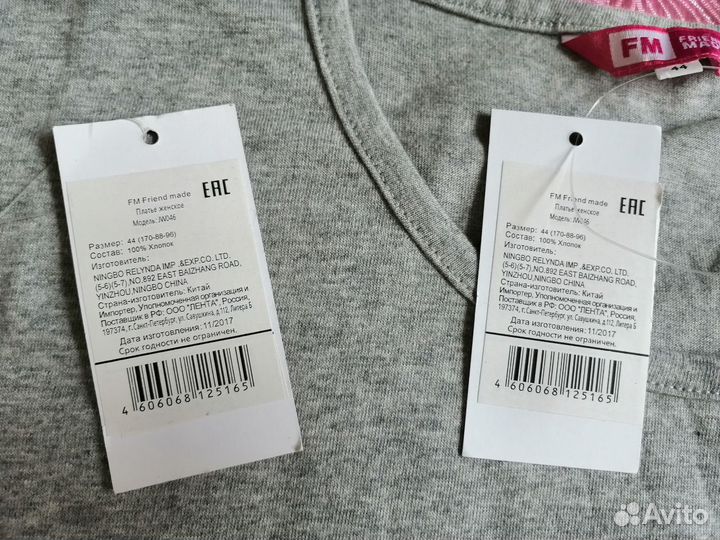 FM FRIEND
MADE
44
FM Friend made
Платье женское
Модель: JW046
EAC
Размер: 44 (170-88-96)
Состав: 100% Хлопок
Изготовитель:
NINGBO RELYNDA IMP .&EXP.CO. LTD.
(5-6)(5-7),NO.892 EAST BAIZHANG ROAD,
YINZHOU,NINGBO CHINA
Страна-изготовитель: Китай
Импортер, Уполномоченная организация и
Поставщик в РФ: ООО "ЛЕНТА", Россия,
197374, г.Санкт-Петербург, ул. Савушкина, д.112, Литера Б
Дата изготовления: 11/2017
Срок годности не ограничен.
4 606068 125165
FM Friend made
Платье женское
Модель: JW046
EAC
Размер: 44 (170-88-96)
Состав: 100% Хлопок
Изготовитель:
NINGBO RELYNDA IMP .&EXP.CO. LTD.
(5-6)(5-7),NO.892 EAST BAIZHANG ROAD,
YINZHOU,NINGBO CHINA
Страна-изготовитель: Китай
Импортер, Уполномоченная организация и
Поставщик в РФ: ООО "ЛЕНТА", Россия,
197374, г.Санкт-Петербург, ул. Савушкина, д.112, Литера Б
Дата изготовления: 11/2017
Срок годности не ограничен.
4 606068 125165
Avito